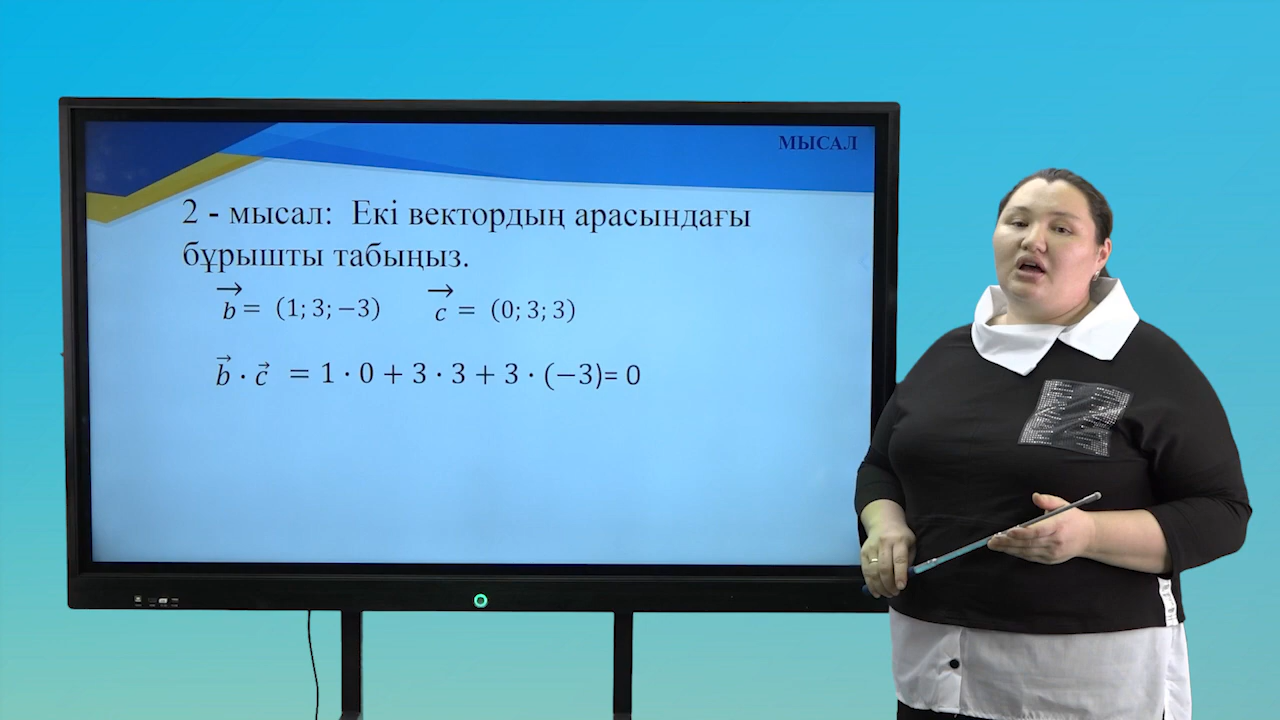 МЫСАЛ
2 - мысал: Екі вектордың арасындағы
бұрышты табыңыз.
b⃗ = (1; 3; −3) c⃗ = (0; 3; 3)
b⃗ · c⃗ = 1 · 0 + 3 · 3 + 3 · (−3)= 0